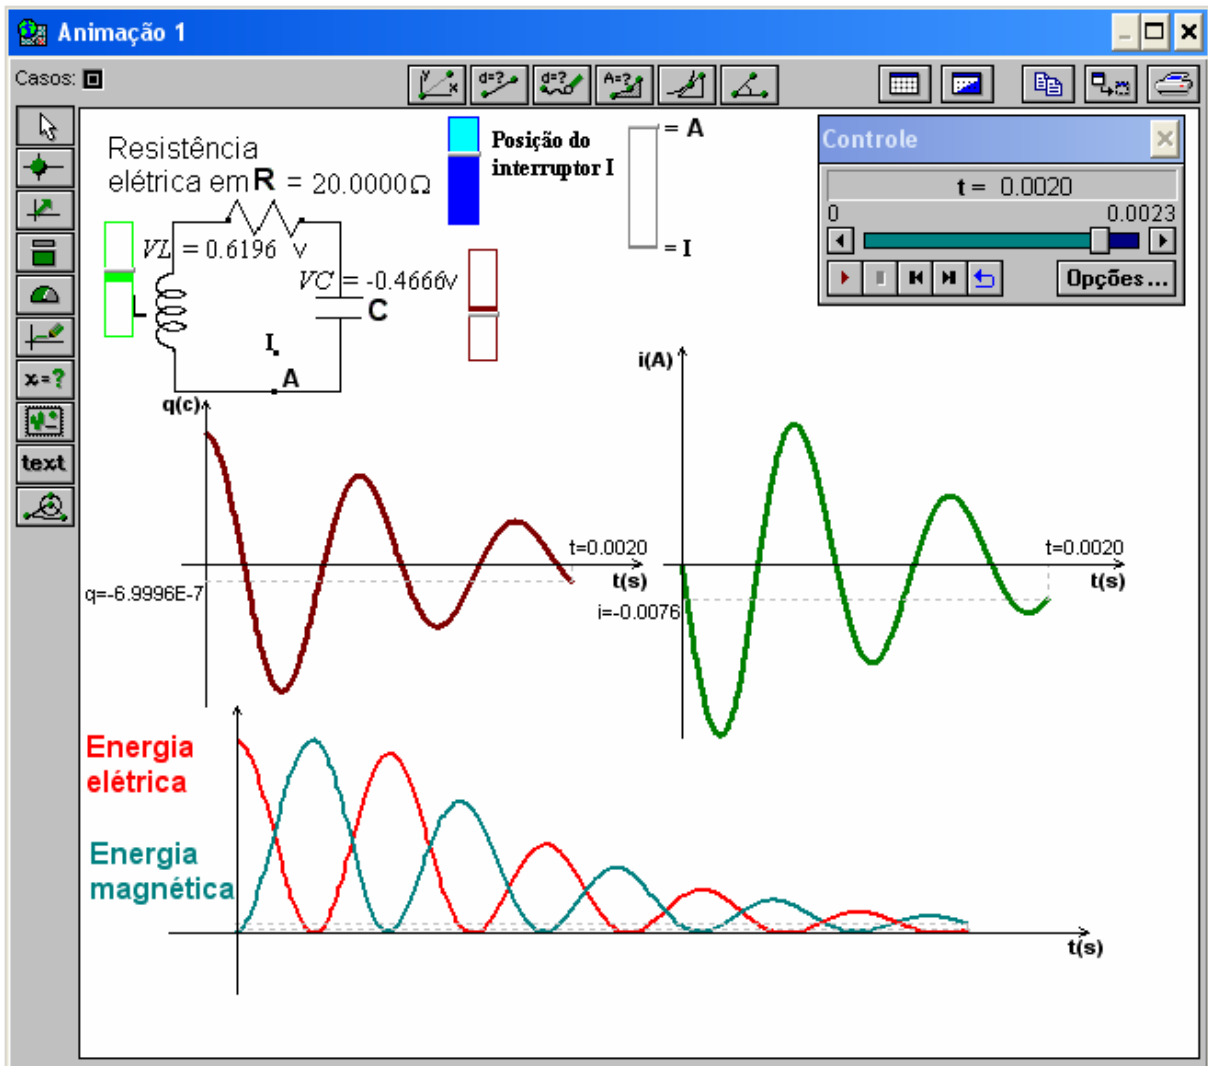 Animação 1
Casos:
y x
d=?
d=?
A=?
x=?
text
Resistência
elétrica em R = 20.0000Ω
VL = 0.6196 v
VC = -0.4666v
L
C
I
A
Posição do
interruptor I
= A
= I
Controle
t = 0.0020
0 0.0023
Opções...
q(c)
t=0.0020
t(s)
q=-6.9996E-7
i(A)
t=0.0020
t(s)
i=-0.0076
Energia
elétrica
Energia
magnética
t(s)